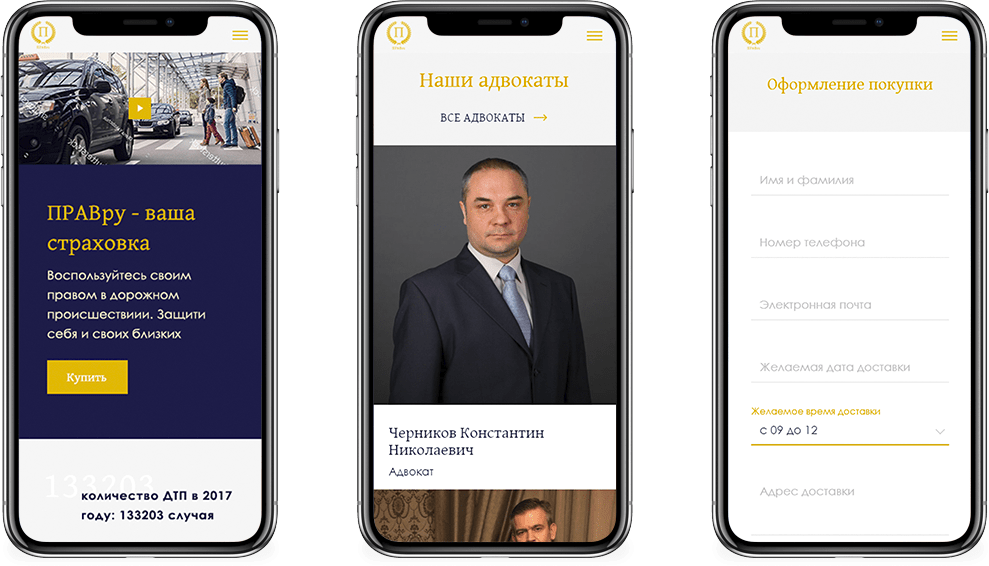 П
ПРАВру - ваша
страховка
Воспользуйтесь своим
правом в дорожном
происшествиии. Защити
себя и своих близких
Купить
133203
количество ДТП в 2017
году: 133203 случая
П
Наши адвокаты
ВСЕ АДВОКАТЫ
Черников Константин
Николаевич
Адвокат
П
Оформление покупки
Имя и фамилия
Номер телефона
Электронная почта
Желаемая дата доставки
Желаемое время доставки
с 09 до 12
Адрес доставки